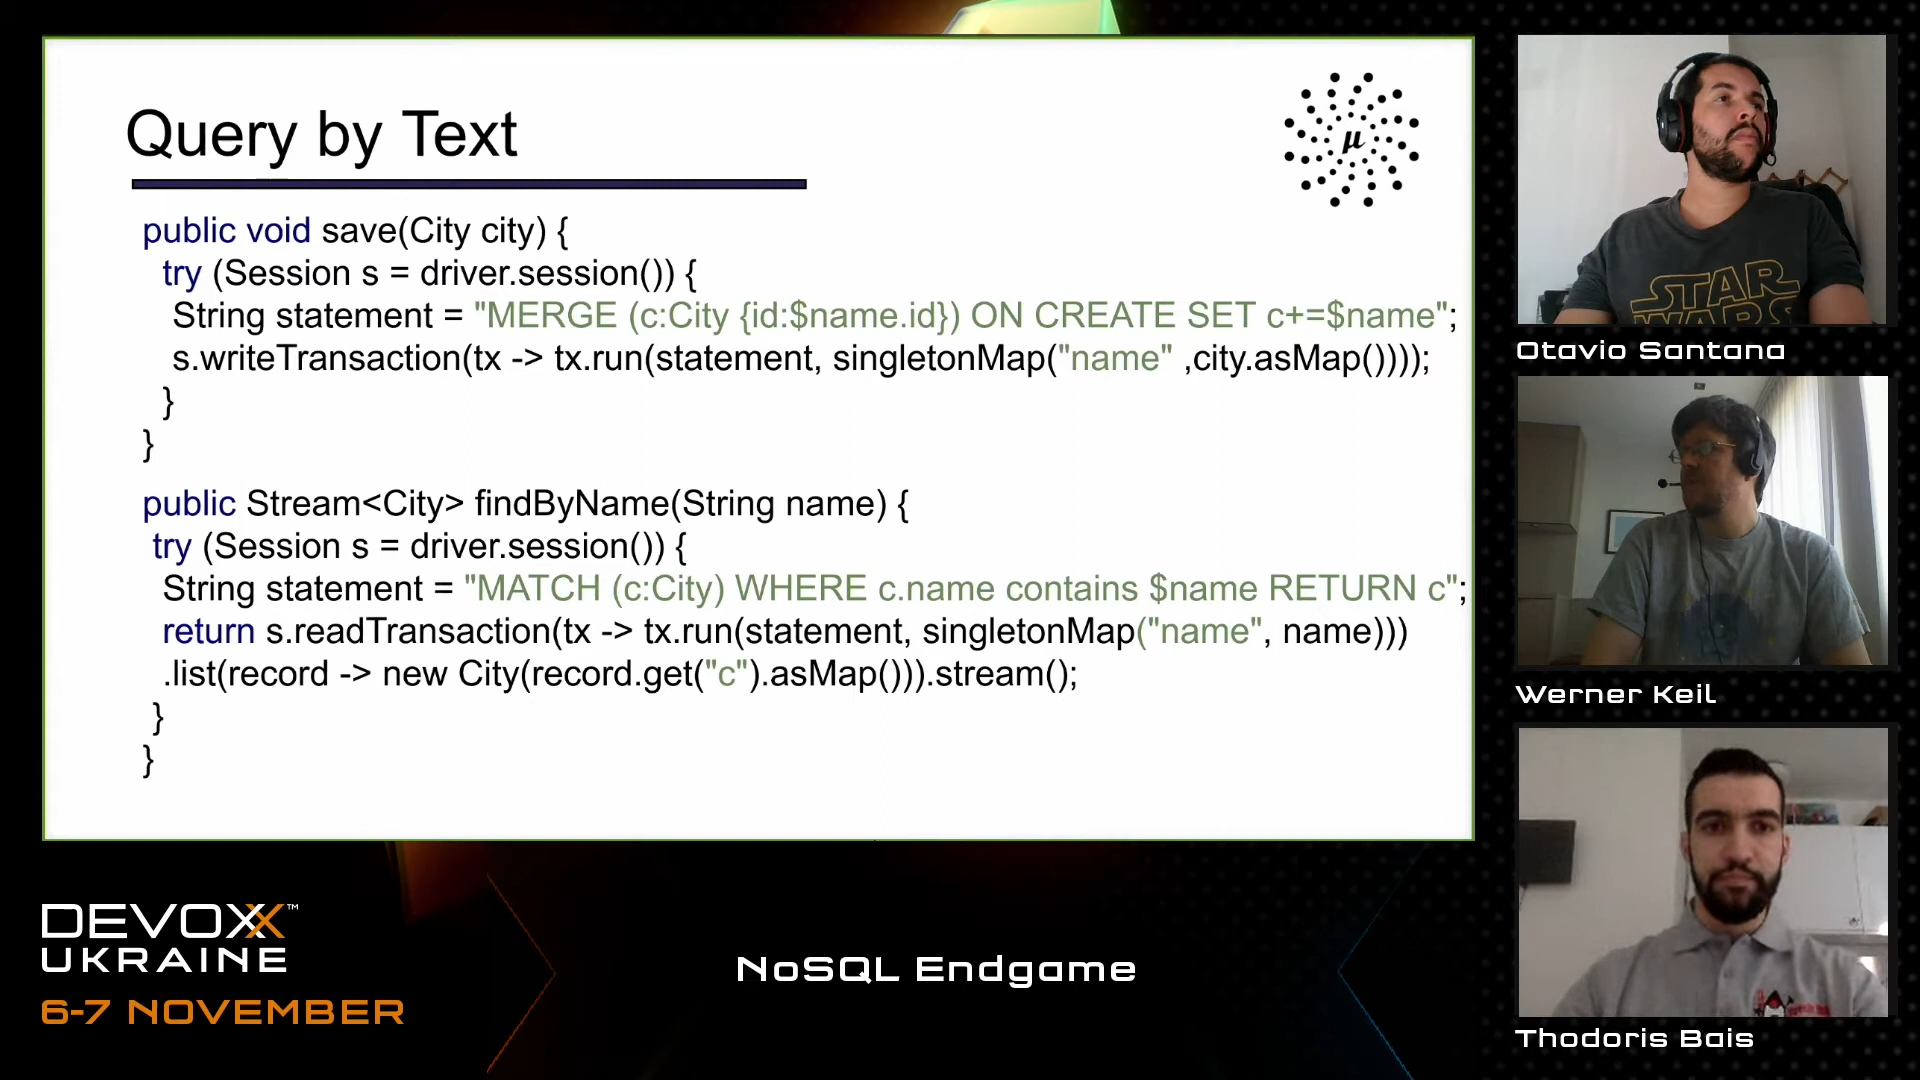 Query by Text
μ
public void save(City city) {
try (Session s = driver.session()) {
String statement = "MERGE (c:City {id:$name.id}) ON CREATE SET c+=$name";
s.writeTransaction(tx -> tx.run(statement, singletonMap("name" ,city.asMap())));
}
}
public Stream<City> findByName(String name) {
try (Session s = driver.session()) {
String statement = "MATCH (c:City) WHERE c.name contains $name RETURN c";
return s.readTransaction(tx -> tx.run(statement, singletonMap("name", name)))
.list(record -> new City(record.get("c").asMap())).stream();
}
}
STAR
WARS
Otavio Santana
Werner Keil
Thodoris Bais
DEVOXX™
UKRAINE
6-7 NOVEMBER
NoSQL Endgame